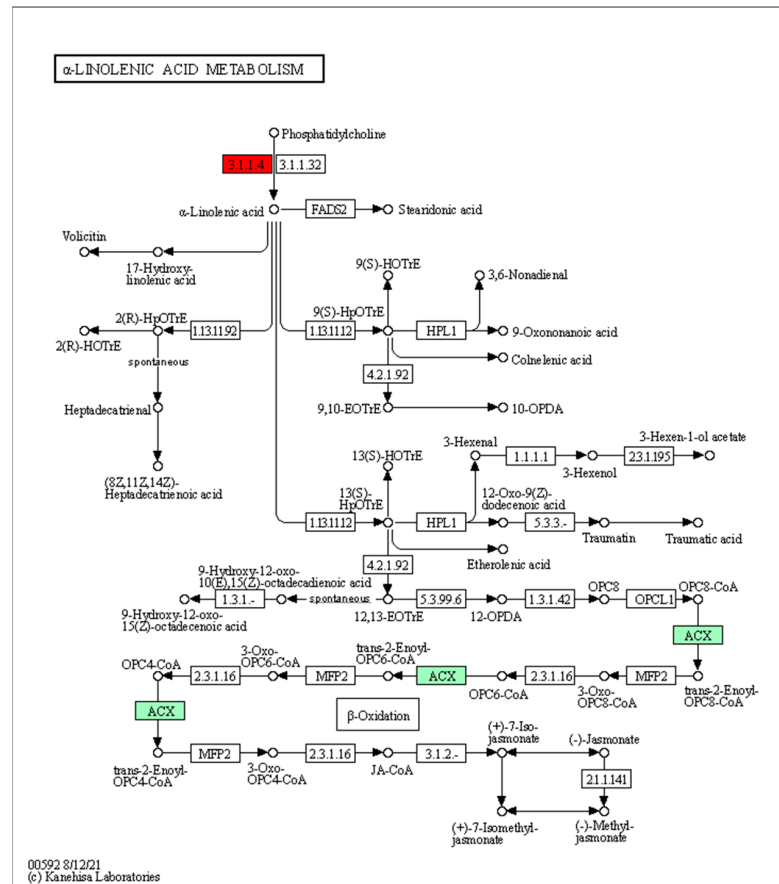 α-LINOLENIC ACID METABOLISM
Phosphatidylcholine
3.1.1.4
3.1.1.32
α-Linolenic acid
FADS2
Stearidonic acid
Volicitin
17-Hydroxy-
linolenic acid
9(S)-HOTrE
3,6-Nonadienal
2(R)-HpOTrE
1.13.11.92
9(S)-HpOTrE
1.13.11.12
HPL1
9-Oxononanoic acid
2(R)-HOTrE
spontaneous
Colnelenic acid
4.2.1.92
Heptadecatrienal
9,10-EOTrE
10-OPDA
3-Hexenal
1.1.1.1
3-Hexenol
2.3.1.195
3-Hexen-1-ol acetate
13(S)-HOTrE
(8Z,11Z,14Z)-
Heptadecatrienoic acid
13(S)-
HpOTrE
1.13.11.12
HPL1
12-Oxo-9(Z)-
dodecenoic acid
5.3.3.-
Traumatin
Traumatic acid
Etherolenic acid
4.2.1.92
9-Hydroxy-12-oxo-
10(E),15(Z)-octadecadienoic acid
1.3.1.-
spontaneous
9-Hydroxy-12-oxo-
15(Z)-octadecenoic acid
12,13-EOTrE
5.3.99.6
12-OPDA
1.3.1.42
OPC8
OPCL1
OPC8-CoA
ACX
OPC4-CoA
2.3.1.16
3-Oxo-
OPC6-CoA
MFP2
trans-2-Enoyl-
OPC6-CoA
ACX
OPC6-CoA
2.3.1.16
3-Oxo-
OPC8-CoA
MFP2
trans-2-Enoyl-
OPC8-CoA
ACX
β-Oxidation
trans-2-Enoyl-
OPC4-CoA
MFP2
3-Oxo-
OPC4-CoA
2.3.1.16
JA-CoA
3.1.2.-
(+)-7-Iso-
jasmonate
(-)-Jasmonate
2.1.1.141
(+)-7-Isomethyl-
jasmonate
(-)-Methyl-
jasmonate
00592 8/12/21
(c) Kanehisa Laboratories